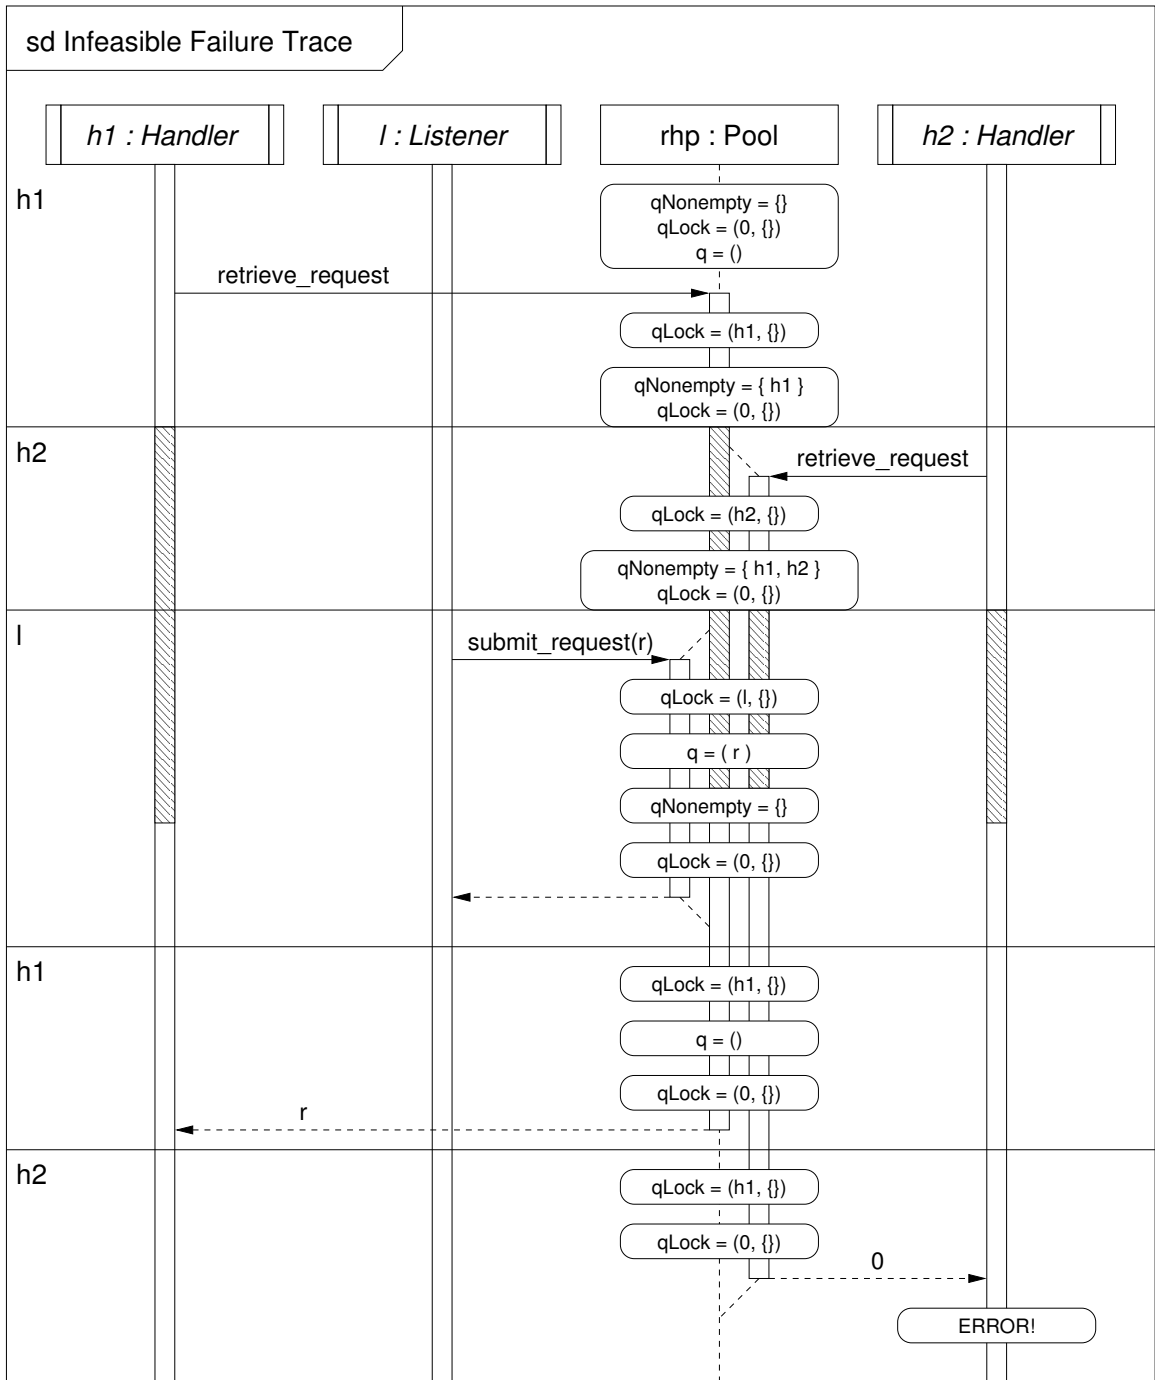 sd Infeasible Failure Trace
h1 : Handler
l : Listener
rhp : Pool
h2 : Handler
h1
qNonempty = {}
qLock = (0, {})
q = ()
retrieve_request
qLock = (h1, {})
qNonempty = { h1 }
qLock = (0, {})
h2
retrieve_request
qLock = (h2, {})
qNonempty = { h1, h2 }
qLock = (0, {})
l
submit_request(r)
qLock = (l, {})
q = ( r )
qNonempty = {}
qLock = (0, {})
h1
qLock = (h1, {})
q = ()
qLock = (0, {})
r
h2
qLock = (h1, {})
qLock = (0, {})
0
ERROR!